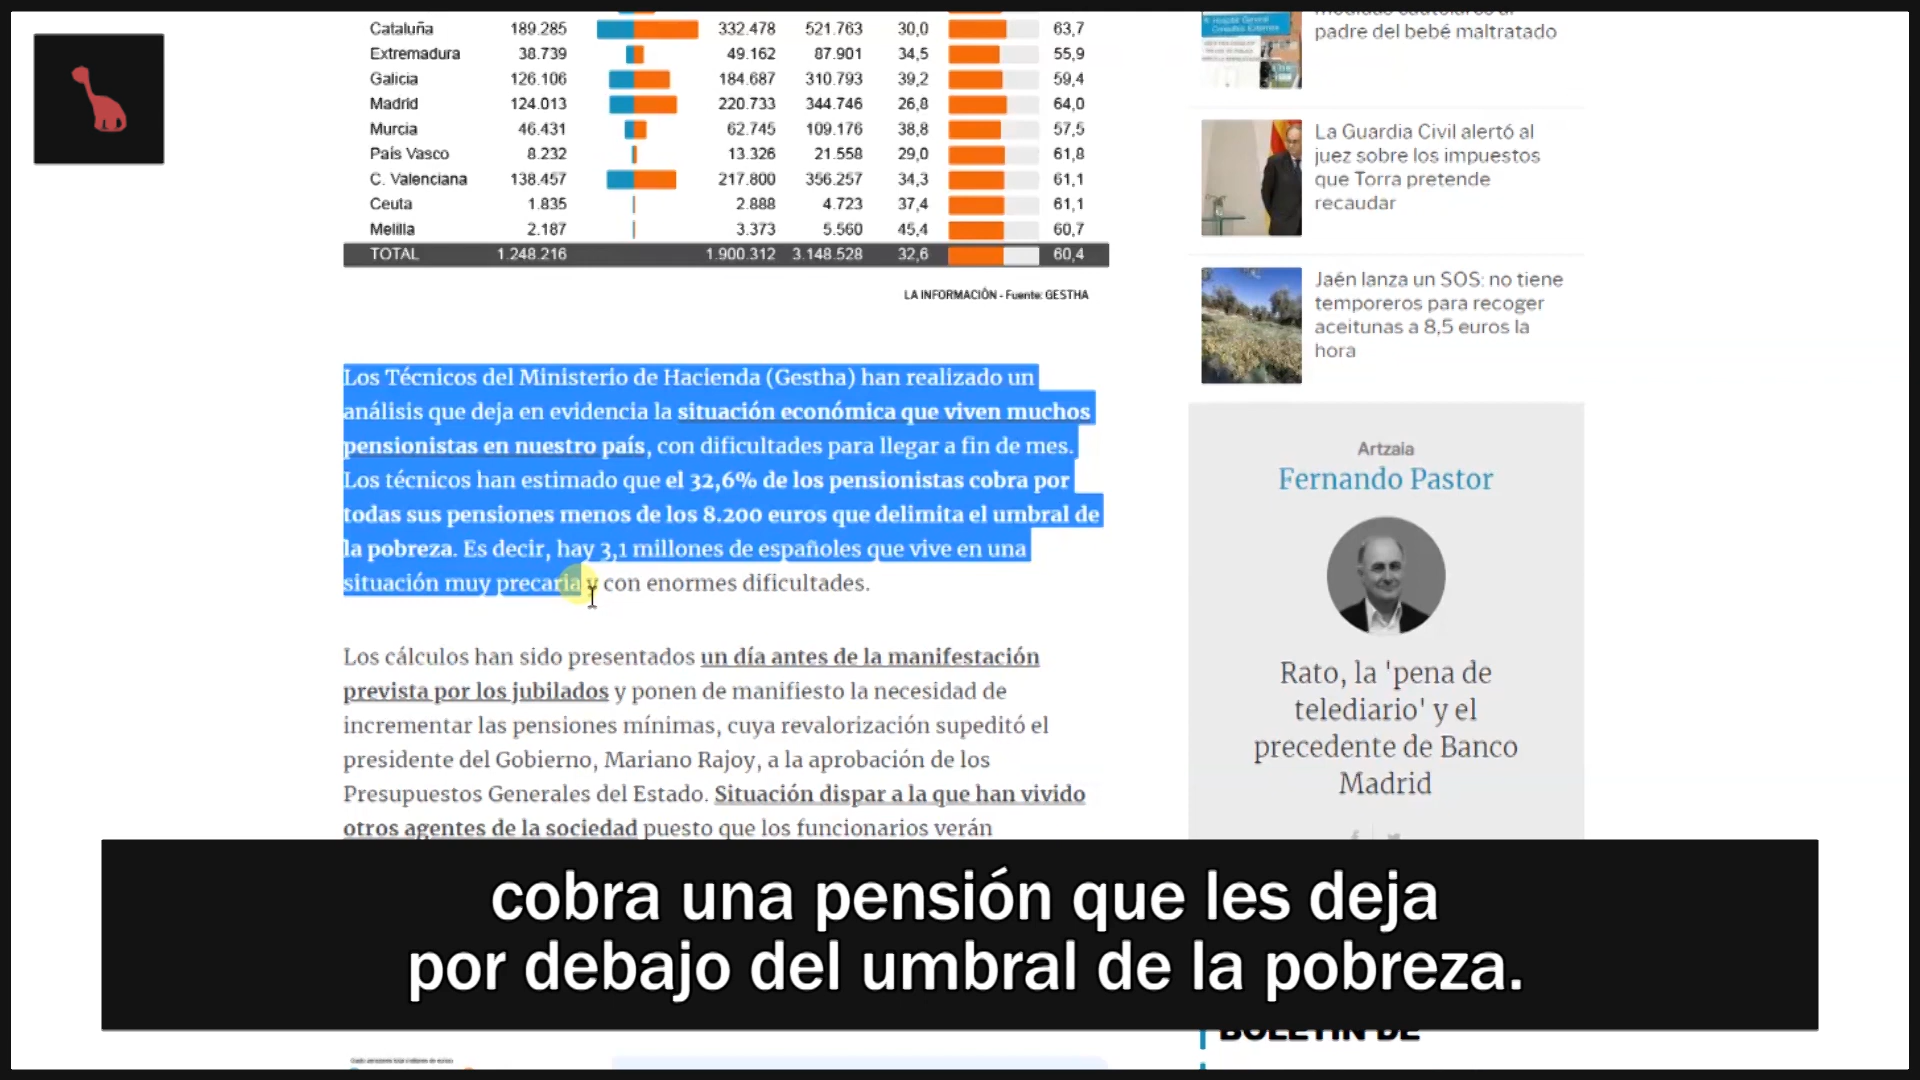 Cataluña 189.285 332.478 521.763 30,0 63,7
Extremadura 38.739 49.162 87.901 34,5 55,9
Galicia 126.106 184.687 310.793 39,2 59,4
Madrid 124.013 220.733 344.746 26,8 64,0
Murcia 46.431 62.745 109.176 38,8 57,5
País Vasco 8.232 13.326 21.558 29,0 61,8
C. Valenciana 138.457 217.800 356.257 34,3 61,1
Ceuta 1.835 2.888 4.723 37,4 61,1
Melilla 2.187 3.373 5.560 45,4 60,7
TOTAL 1.248.216 1.900.312 3.148.528 32,6 60,4
LA INFORMACIÓN - Fuente: GESTHA
Los Técnicos del Ministerio de Hacienda (Gestha) han realizado un
análisis que deja en evidencia la situación económica que viven muchos
pensionistas en nuestro país, con dificultades para llegar a fin de mes.
Los técnicos han estimado que el 32,6% de los pensionistas cobra por
todas sus pensiones menos de los 8.200 euros que delimita el umbral de
la pobreza. Es decir, hay 3,1 millones de españoles que vive en una
situación muy precaria y con enormes dificultades.
Los cálculos han sido presentados un día antes de la manifestación
prevista por los jubilados y ponen de manifiesto la necesidad de
incrementar las pensiones mínimas, cuya revalorización supeditó el
presidente del Gobierno, Mariano Rajoy, a la aprobación de los
Presupuestos Generales del Estado. Situación dispar a la que han vivido
otros agentes de la sociedad puesto que los funcionarios verán
medidas cautelares al
padre del bebé maltratado
La Guardia Civil alertó al
juez sobre los impuestos
que Torra pretende
recaudar
Jaén lanza un SOS: no tiene
temporeros para recoger
aceitunas a 8,5 euros la
hora
Artzaia
Fernando Pastor
Rato, la 'pena de
telediario' y el
precedente de Banco
Madrid
cobra una pensión que les deja
por debajo del umbral de la pobreza.
BOLETÍN DE